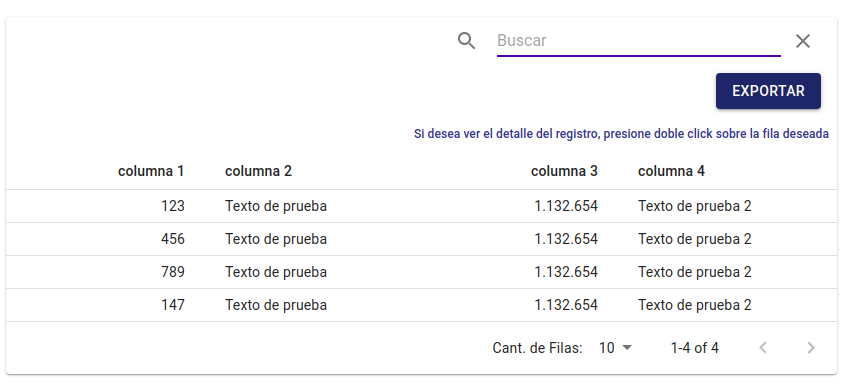 Buscar
EXPORTAR
Si desea ver el detalle del registro, presione doble click sobre la fila deseada
columna 1 columna 2 columna 3 columna 4
123 Texto de prueba 1.132.654 Texto de prueba 2
456 Texto de prueba 1.132.654 Texto de prueba 2
789 Texto de prueba 1.132.654 Texto de prueba 2
147 Texto de prueba 1.132.654 Texto de prueba 2
Cant. de Filas: 10 1-4 of 4